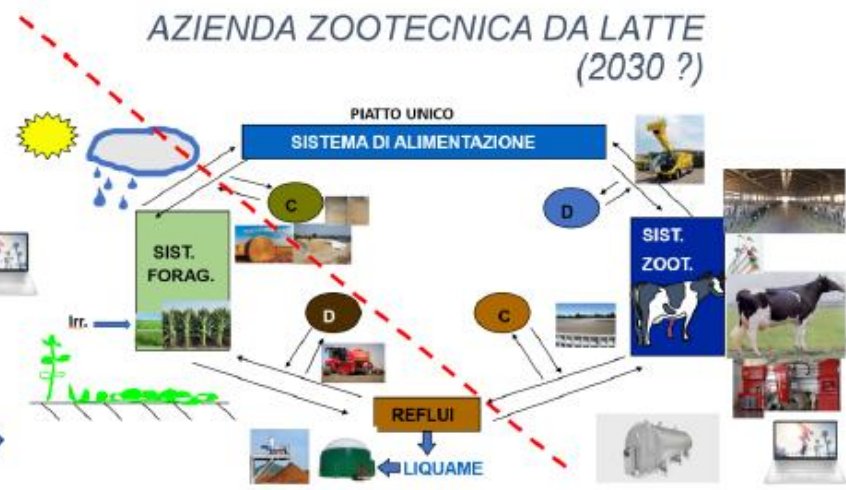 AZIENDA ZOOTECNICA DA LATTE
(2030 ?)
PIATTO UNICO
SISTEMA DI ALIMENTAZIONE
C
D
SIST.
FORAG.
SIST.
ZOOT.
Irr.
D
C
REFLUI
LIQUAME